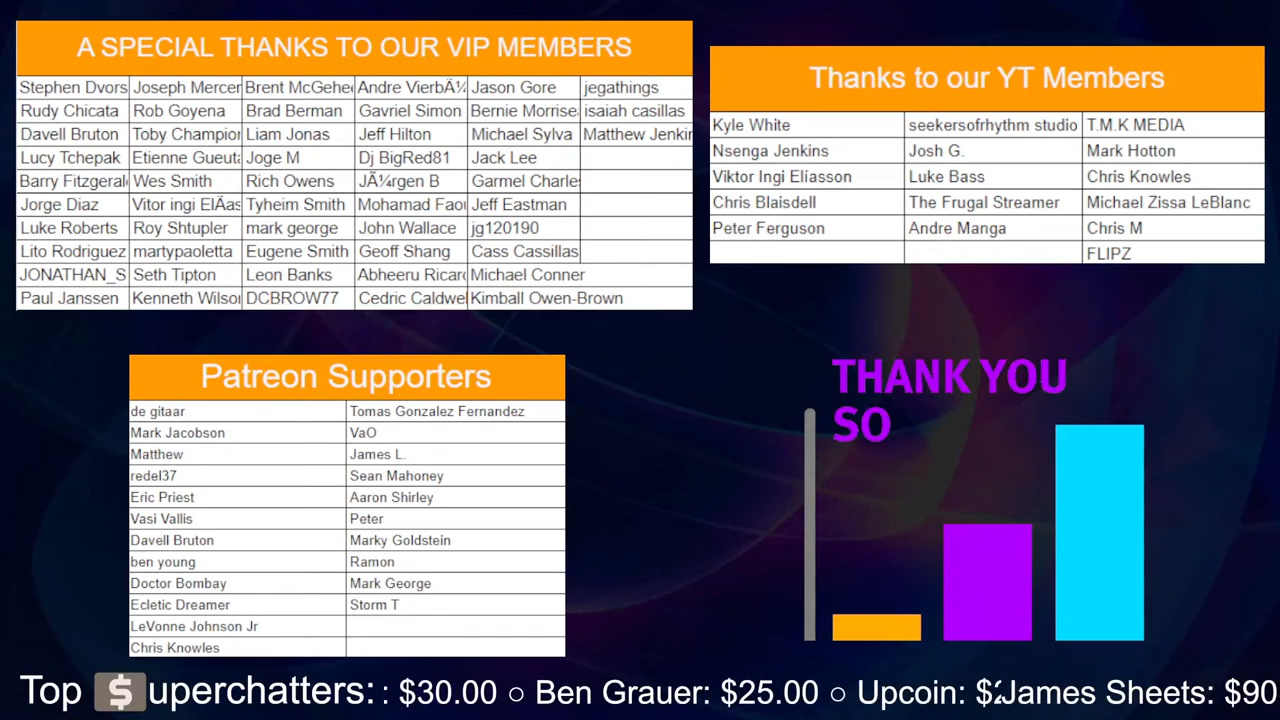 A SPECIAL THANKS TO OUR VIP MEMBERS
Stephen Dvors Joseph Mercer Brent McGehee Andre VierbÃ¼ Jason Gore jegathings
Rudy Chicata Rob Goyena Brad Berman Gavriel Simon Bernie Morrise isaiah casillas
Davell Bruton Toby Champion Liam Jonas Jeff Hilton Michael Sylva Matthew Jenkin
Lucy Tchepak Etienne Gueuta Joge M Dj BigRed81 Jack Lee
Barry Fitzgeral Wes Smith Rich Owens JÃ¼rgen B Garmel Charles
Jorge Diaz Vitor ingi ElÃ­as Tyheim Smith Mohamad Faou Jeff Eastman
Luke Roberts Roy Shtupler mark george John Wallace jg120190
Lito Rodriguez martypaoletta Eugene Smith Geoff Shang Cass Cassillas
JONATHAN_S Seth Tipton Leon Banks Abheeru Ricard Michael Conner
Paul Janssen Kenneth Wilson DCBROW77 Cedric Caldwel Kimball Owen-Brown
Thanks to our YT Members
Kyle White seekersofrhythm studio T.M.K MEDIA
Nsenga Jenkins Josh G. Mark Hotton
Viktor Ingi Elíasson Luke Bass Chris Knowles
Chris Blaisdell The Frugal Streamer Michael Zissa LeBlanc
Peter Ferguson Andre Manga Chris M
FLIPZ
Patreon Supporters
de gitaar Tomas Gonzalez Fernandez
Mark Jacobson VaO
Matthew James L.
redel37 Sean Mahoney
Eric Priest Aaron Shirley
Vasi Vallis Peter
Davell Bruton Marky Goldstein
ben young Ramon
Doctor Bombay Mark George
Ecletic Dreamer Storm T
LeVonne Johnson Jr
Chris Knowles
THANK YOU
SO
Top $uperchatters: : $30.00 ○ Ben Grauer: $25.00 ○ Upcoin: $ James Sheets: $90